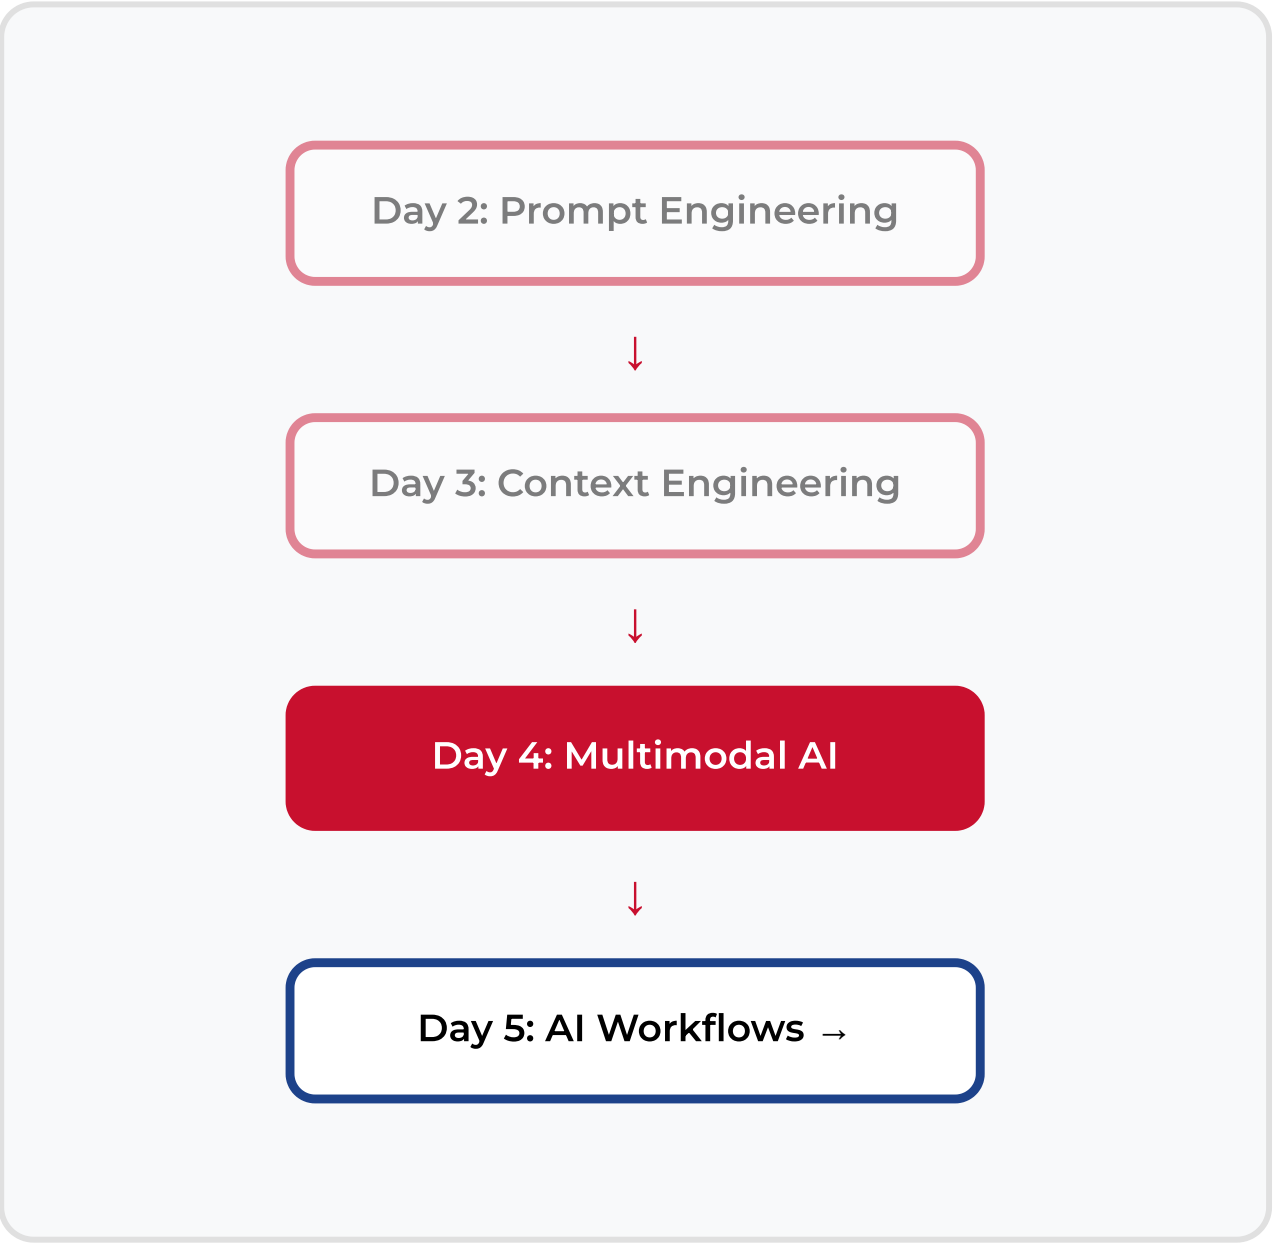 Day 2: Prompt Engineering
↓
Day 3: Context Engineering
↓
Day 4: Multimodal AI
↓
Day 5: AI Workflows →